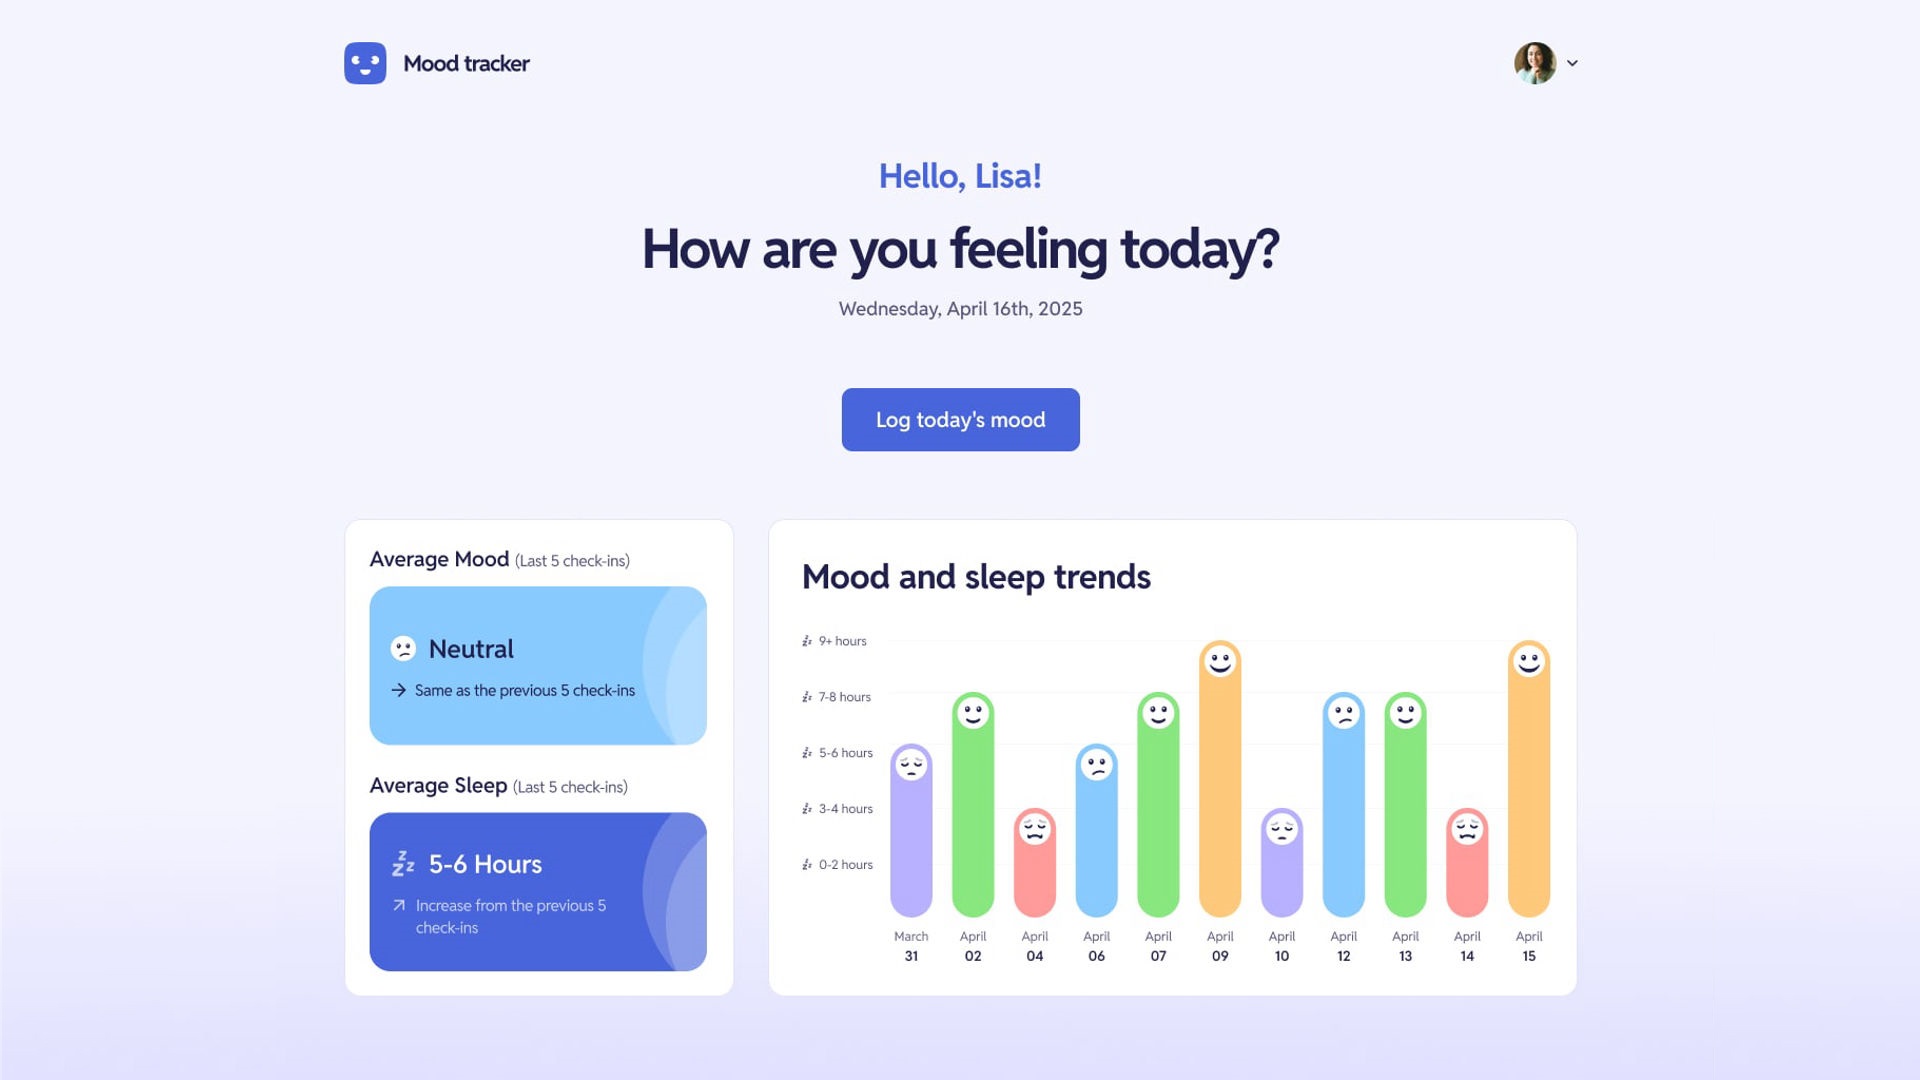 Mood tracker
Hello, Lisa!
How are you feeling today?
Wednesday, April 16th, 2025
Log today's mood
Average Mood (Last 5 check-ins)
Neutral
Same as the previous 5 check-ins
Average Sleep (Last 5 check-ins)
5-6 Hours
Increase from the previous 5
check-ins
Mood and sleep trends
9+ hours
7-8 hours
5-6 hours
3-4 hours
0-2 hours
March April April April April April April April April April April
31 02 04 06 07 09 10 12 13 14 15